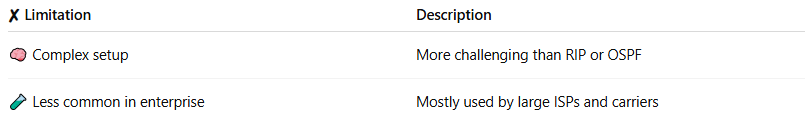 ✗ Limitation Description
🧠 Complex setup More challenging than RIP or OSPF
🧪 Less common in enterprise Mostly used by large ISPs and carriers